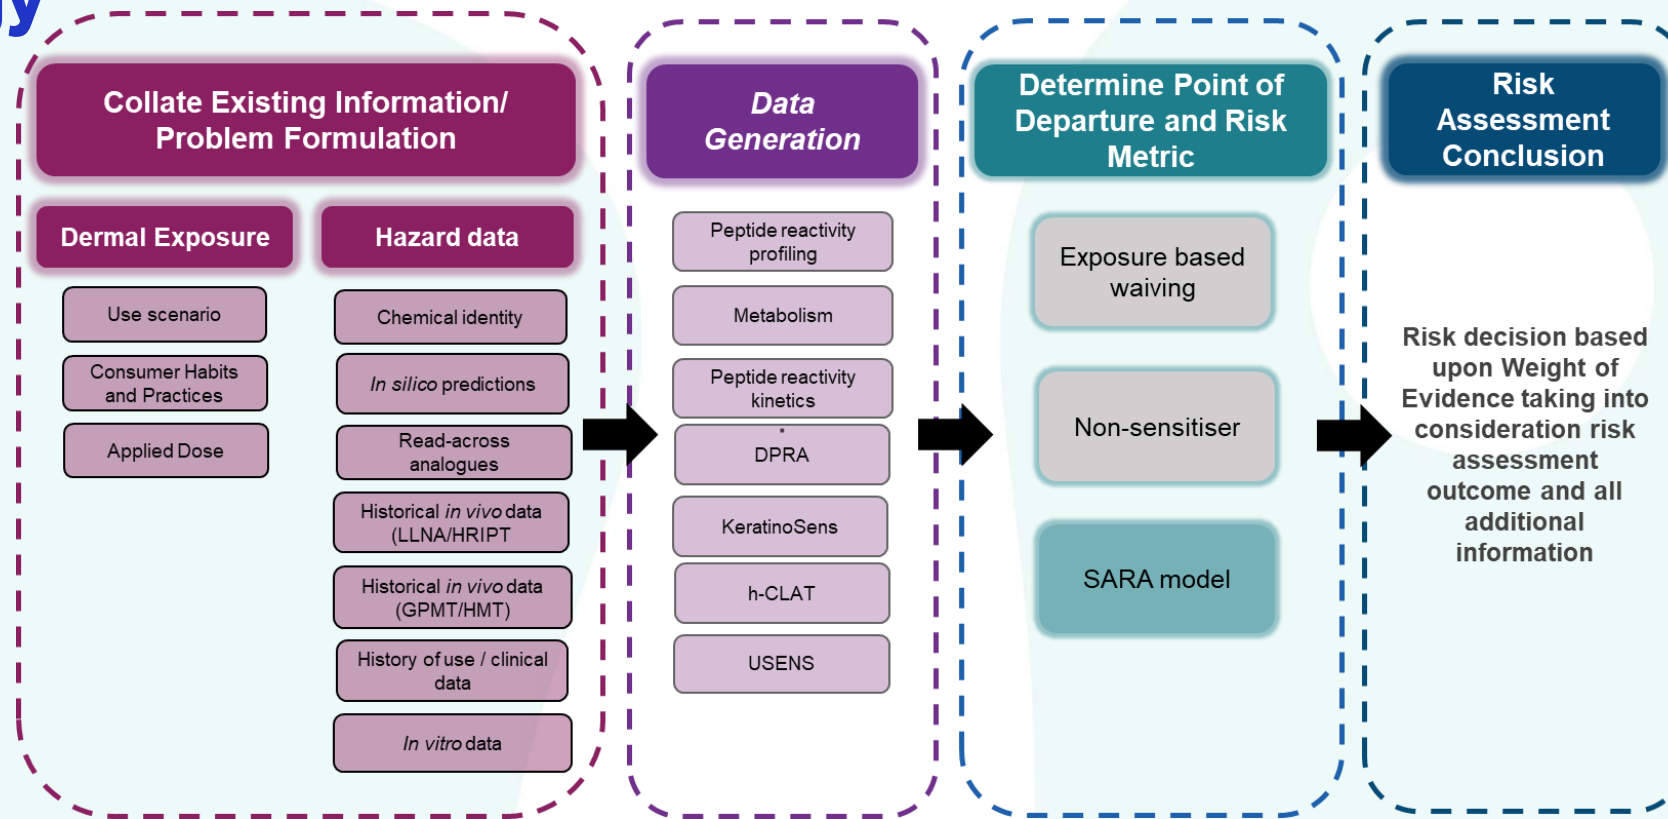 gy
Collate Existing Information/
Problem Formulation
Dermal Exposure
Use scenario
Consumer Habits
and Practices
Applied Dose
Hazard data
Chemical identity
In silico predictions
Read-across
analogues
Historical in vivo data
(LLNA/HRIPT
Historical in vivo data
(GPMT/HMT)
History of use / clinical
data
In vitro data
Data
Generation
Peptide reactivity
profiling
Metabolism
Peptide reactivity
kinetics
DPRA
KeratinoSens
h-CLAT
USENS
Determine Point of
Departure and Risk
Metric
Exposure based
waiving
Non-sensitiser
SARA model
Risk
Assessment
Conclusion
Risk decision based
upon Weight of
Evidence taking into
consideration risk
assessment
outcome and all
additional
information